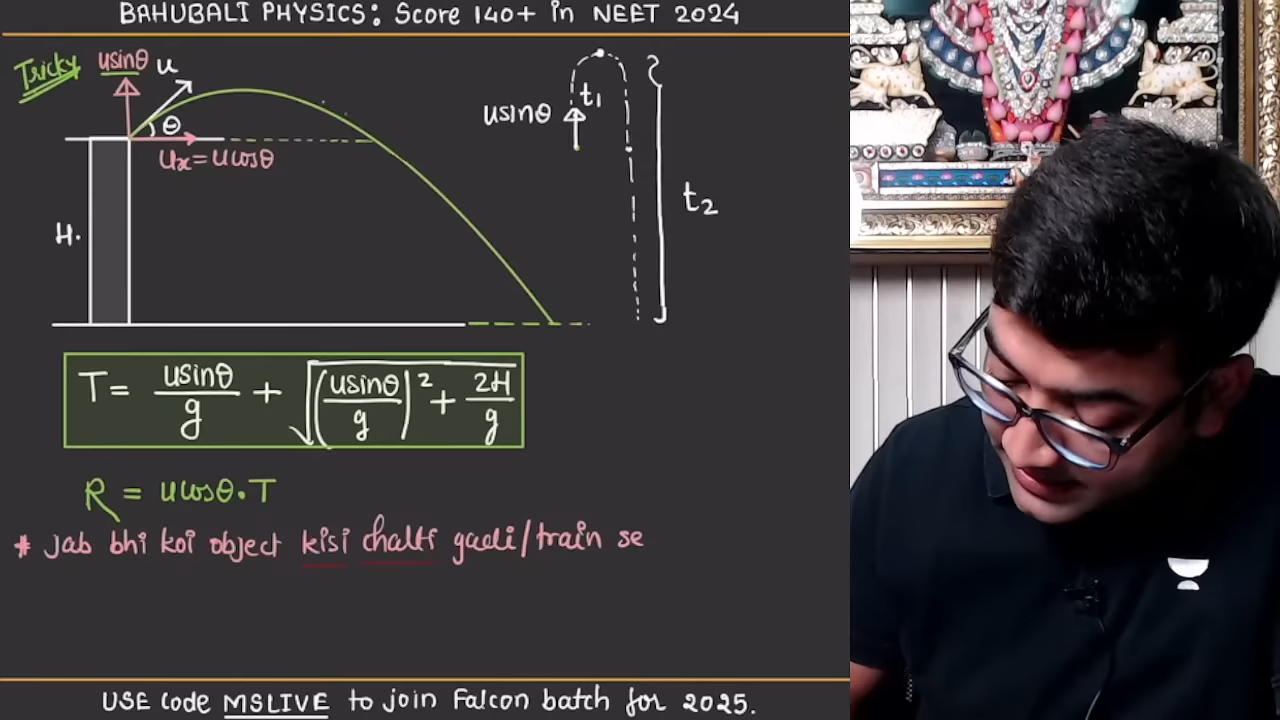 BAHUBALI PHYSICS: Score 140+ in NEET 2024
Tricky
usinθ
u
θ
ux=ucosθ
H.
usinθ
t1
t2
T= usinθ/g + √((usinθ/g)² + 2H/g)
R = ucosθ.T
* jab bhi koi object kisi chalti gadi/train se
USE Code MSLIVE to join Falcon batch for 2025.